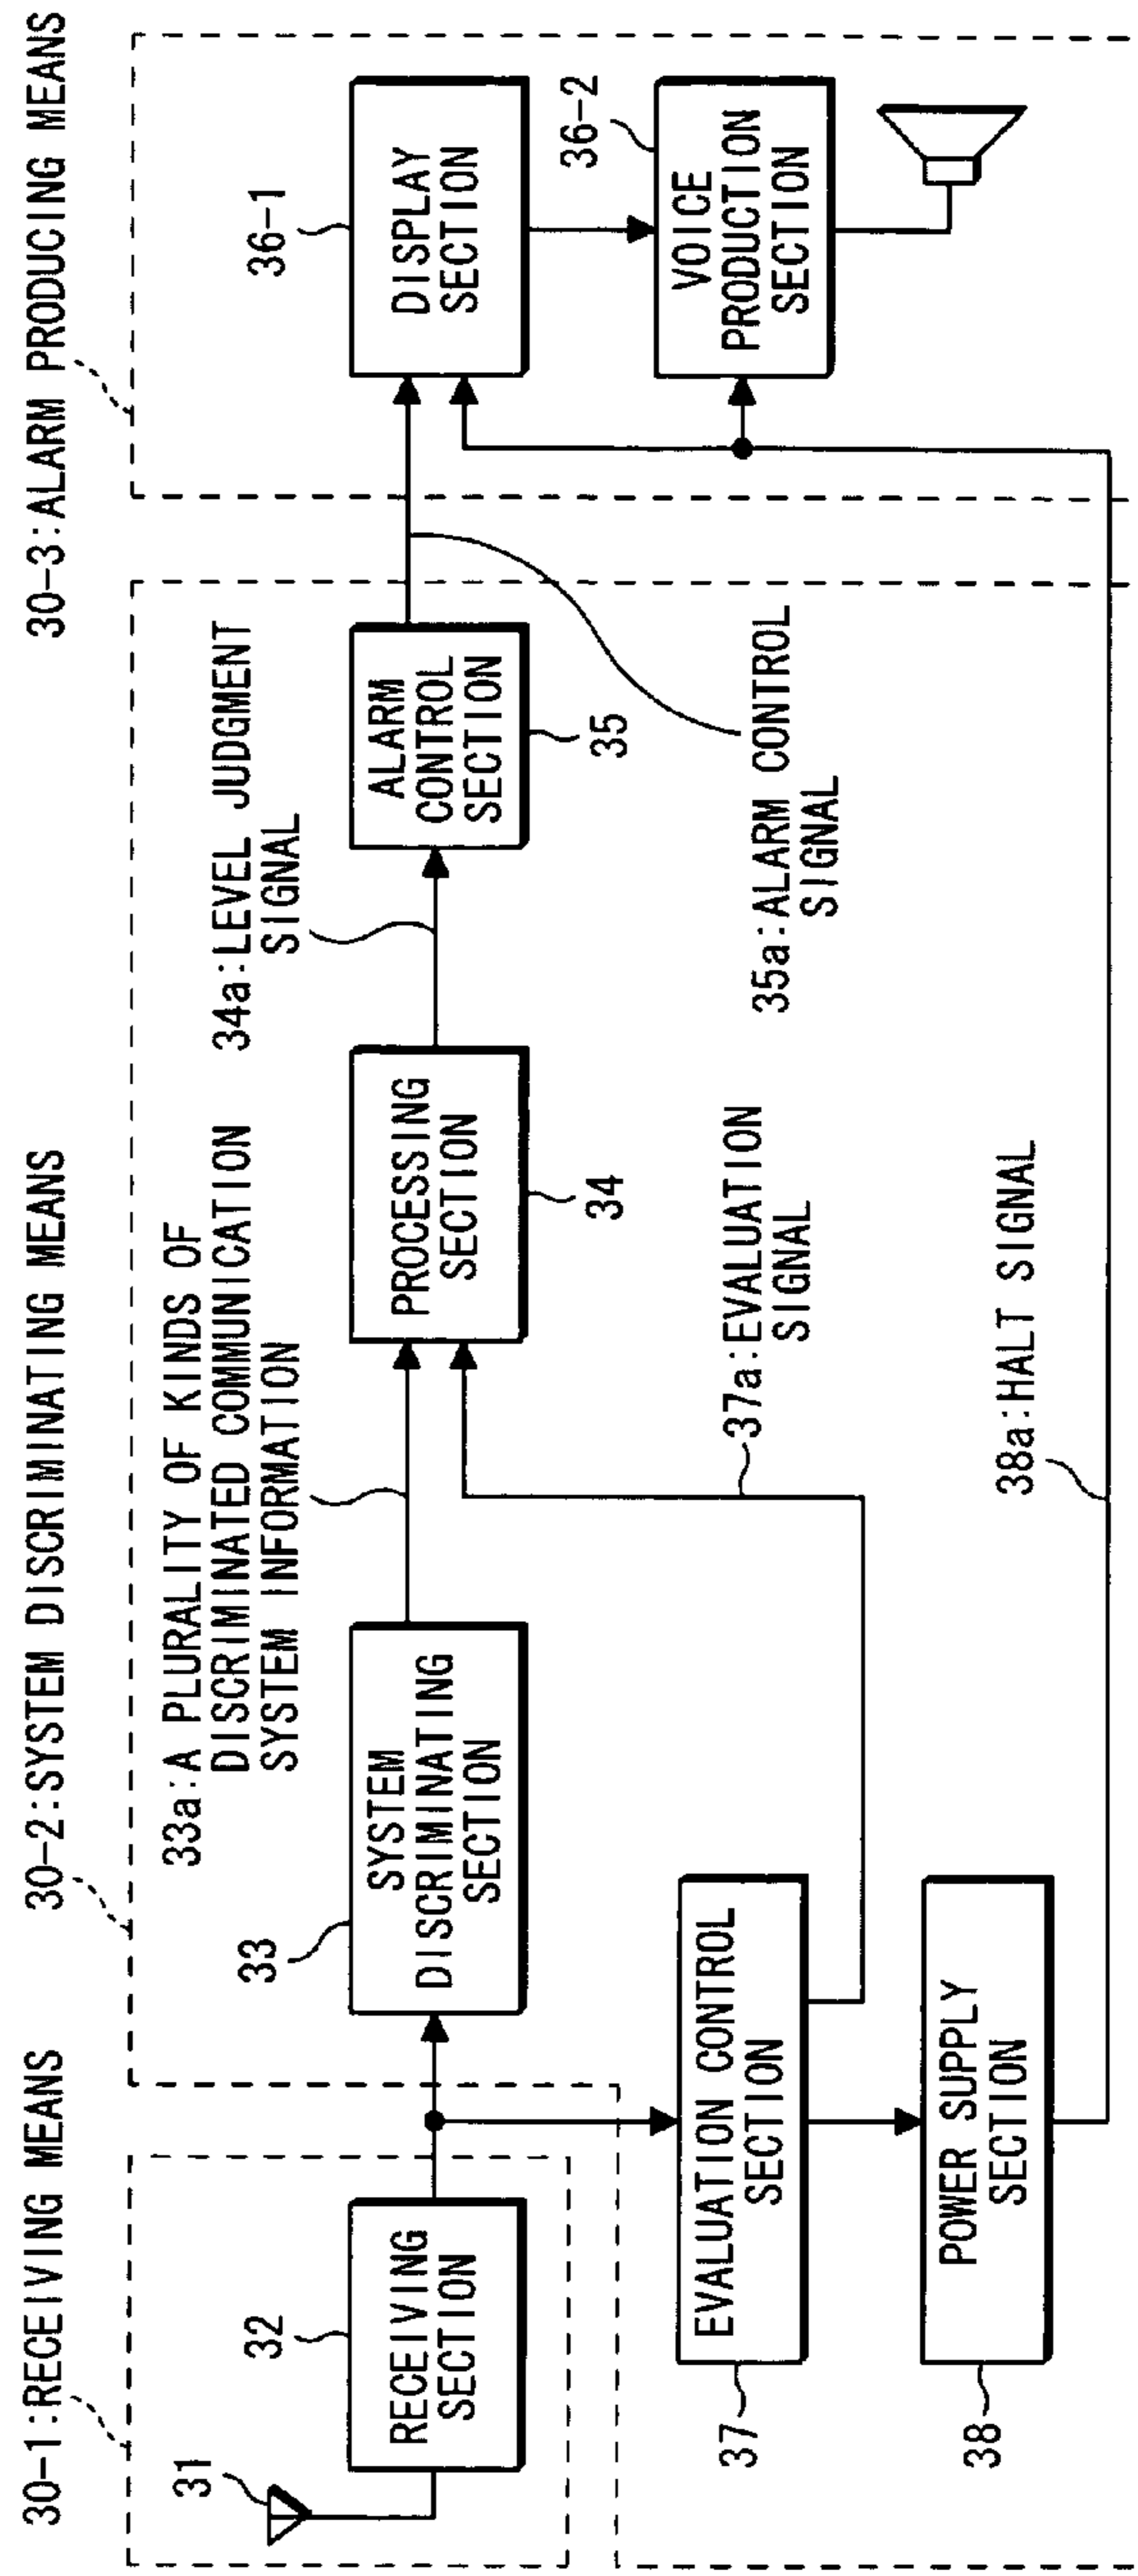 30-1:RECEIVING MEANS
30-2:SYSTEM DISCRIMINATING MEANS
30-3:ALARM PRODUCING MEANS
31
32
RECEIVING
SECTION
33
SYSTEM
DISCRIMINATING
SECTION
33a:A PLURALITY OF KINDS OF
DISCRIMINATED COMMUNICATION
SYSTEM INFORMATION
PROCESSING
SECTION
34
34a:LEVEL JUDGMENT
SIGNAL
ALARM
CONTROL
SECTION
35
35a:ALARM CONTROL
SIGNAL
36-1
DISPLAY
SECTION
36-2
VOICE
PRODUCTION
SECTION
EVALUATION CONTROL
SECTION
37
37a:EVALUATION
SIGNAL
POWER SUPPLY
SECTION
38
38a:HALT SIGNAL